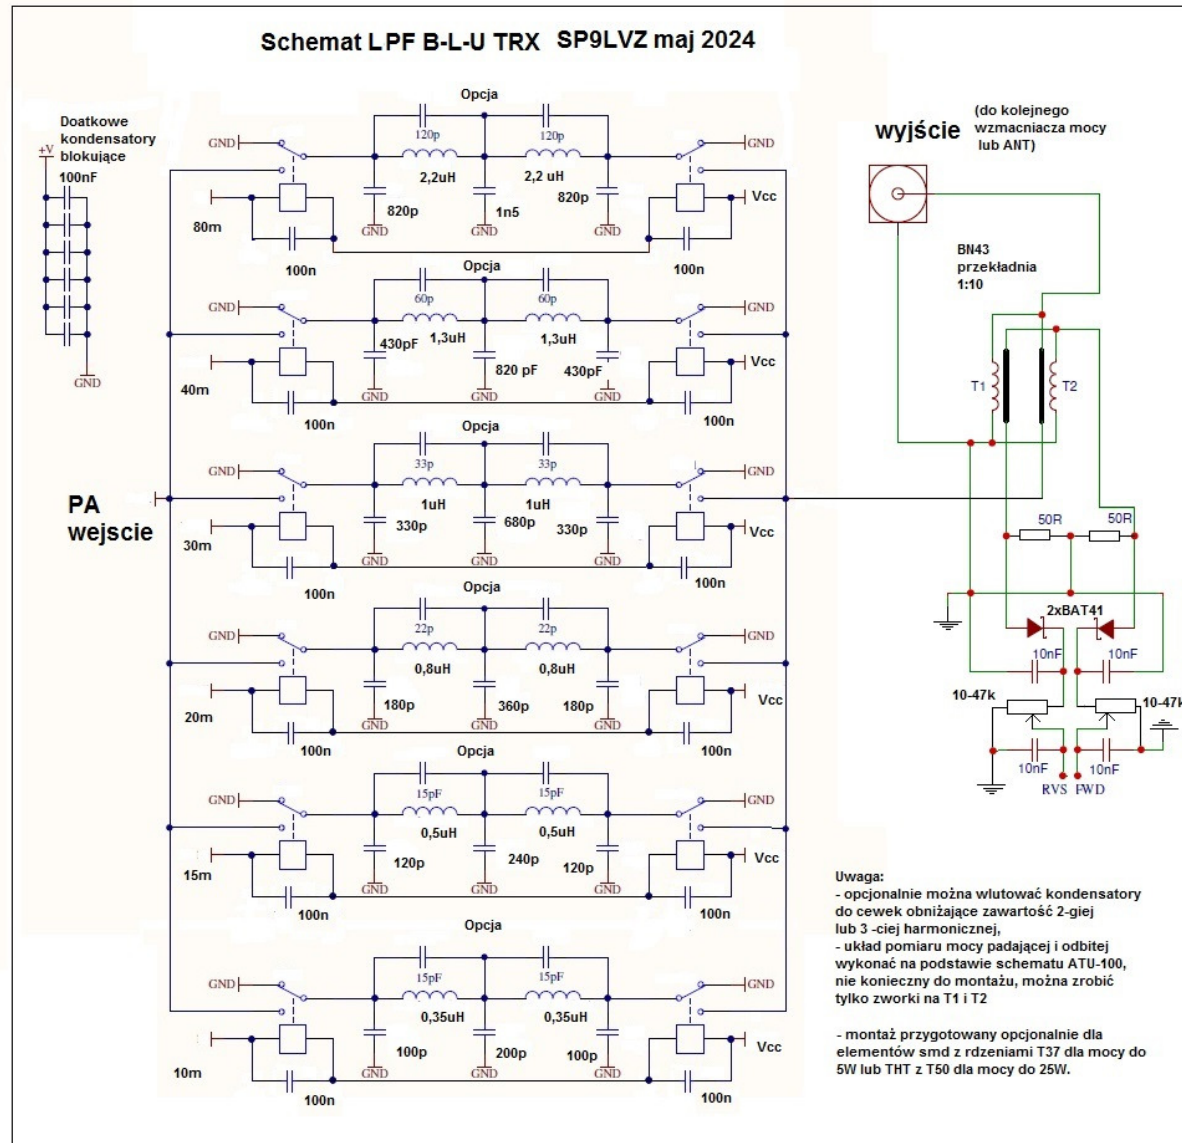 Schemat LPF B-L-U TRX SP9LVZ maj 2024
Doatkowe
kondensatory
blokujące
+V
100nF
GND
PA
wejscie
Opcja
120p 120p
GND GND
2,2uH 2,2 uH
820p 1n5 820p
GND GND GND
Vcc
80m
100n 100n
Opcja
60p 60p
GND GND
1,3uH 1,3uH
430pF 820 pF 430pF
GND GND GND
Vcc
40m
100n 100n
Opcja
33p 33p
GND GND
1uH 1uH
330p 680p 330p
GND GND GND
Vcc
30m
100n 100n
Opcja
22p 22p
GND GND
0,8uH 0,8uH
180p 360p 180p
GND GND GND
Vcc
20m
100n 100n
Opcja
15pF 15pF
GND GND
0,5uH 0,5uH
120p 240p 120p
GND GND GND
Vcc
15m
100n 100n
Opcja
15pF 15pF
GND GND
0,35uH 0,35uH
100p 200p 100p
GND GND GND
Vcc
10m
100n 100n
wyjście
(do kolejnego
wzmacniacza mocy
lub ANT)
BN43
przekładnia
1:10
T1 T2
50R 50R
2xBAT41
10nF 10nF
10-47k 10-47k
10nF 10nF
RVS FWD
Uwaga:
- opcjonalnie można wlutować kondensatory
do cewek obniżające zawartość 2-giej
lub 3 -ciej harmonicznej,
- układ pomiaru mocy padającej i odbitej
wykonać na podstawie schematu ATU-100,
nie konieczny do montażu, można zrobić
tylko zworki na T1 i T2
- montaż przygotowany opcjonalnie dla
elementów smd z rdzeniami T37 dla mocy do
5W lub THT z T50 dla mocy do 25W.